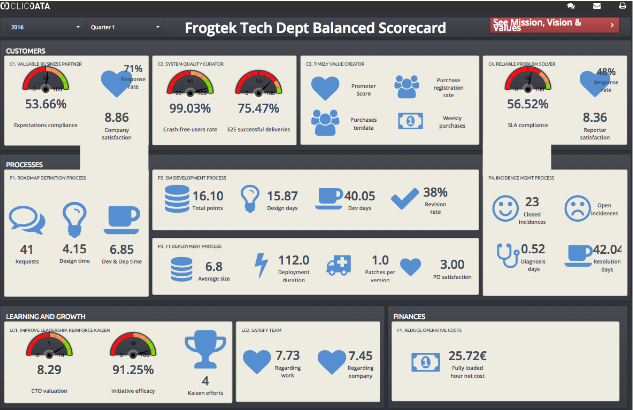 CLICDATA
2016
Quarter 1
Frogtek Tech Dept Balanced Scorecard
See Mission, Vision &
Values
CUSTOMERS
C1. VALUABLE BUSINESS PARTNER
53.66%
Expectations compliance
71%
Response
rate
8.86
Company
satisfaction
C2. SYSTEM QUALITY CURATOR
99.03%
Crash-free users rate
75.47%
E2E successful deliveries
C3. TIMELY VALUE CREATOR
Promoter
Score
Purchase
registration
rate
Purchases
tendata
Weekly
purchases
C4. RELIABLE PROBLEM SOLVER
56.52%
SLA compliance
48%
Response
rate
8.36
Reporter
satisfaction
PROCESSES
P1. ROADMAP DEFINITION PROCESS
41
Requests
4.15
Design time
6.85
Dev & Dep time
P2. SW DEVELOPMENT PROCESS
16.10
Total points
15.87
Design days
40.05
Dev days
38%
Revision
rate
P3. TT DEPLOYMENT PROCESS
6.8
Average size
112.0
Deployment
duration
1.0
Patches per
version
3.00
PO satisfaction
P4. INCIDENCE MGMT PROCESS
23
Closed
incidences
Open
incidences
0.52
Diagnosis
days
42.04
Resolution
days
LEARNING AND GROWTH
LG1. IMPROVE LEADERSHIP, REINFORCE KAIZEN
8.29
CTO valuation
91.25%
Initiative efficacy
4
Kaizen efforts
LG2. SATISFY TEAM
7.73
Regarding
work
7.45
Regarding
company
FINANCES
F1. REDUCE OPERATIVE COSTS
25.72€
Fully loaded
hour net cost